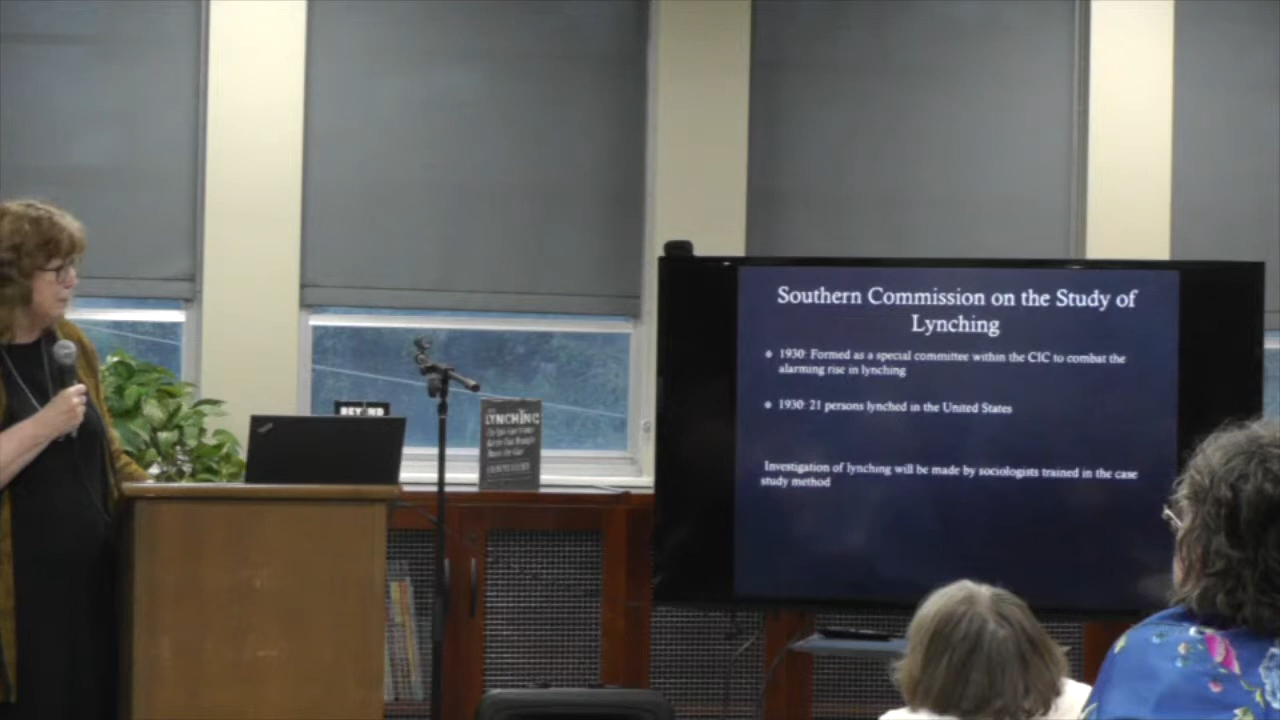 Southern Commission on the Study of
Lynching
❖ 1930: Formed as a special committee within the CIC to combat the
alarming rise in lynching
❖ 1930: 21 persons lynched in the United States
Investigation of lynching will be made by sociologists trained in the case
study method
BEYOND
LYNCHING